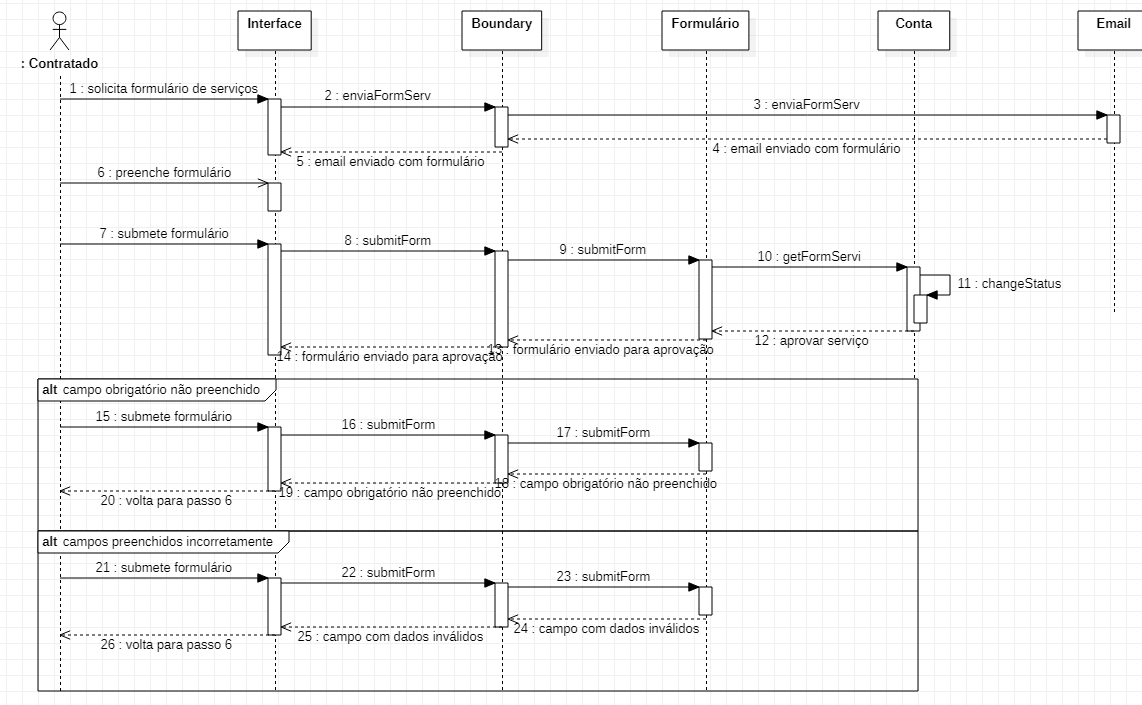 Interface
Boundary
Formulário
Conta
Email
: Contratado
1 : solicita formulário de serviços
2 : enviaFormServ
3 : enviaFormServ
4 : email enviado com formulário
5 : email enviado com formulário
6 : preenche formulário
7 : submete formulário
8 : submitForm
9 : submitForm
10 : getFormServi
11 : changeStatus
12 : aprovar serviço
13 : formulário enviado para aprovação
14 : formulário enviado para aprovação
alt campo obrigatório não preenchido
15 : submete formulário
16 : submitForm
17 : submitForm
18 : campo obrigatório não preenchido
19 : campo obrigatório não preenchido
20 : volta para passo 6
alt campos preenchidos incorretamente
21 : submete formulário
22 : submitForm
23 : submitForm
24 : campo com dados inválidos
25 : campo com dados inválidos
26 : volta para passo 6